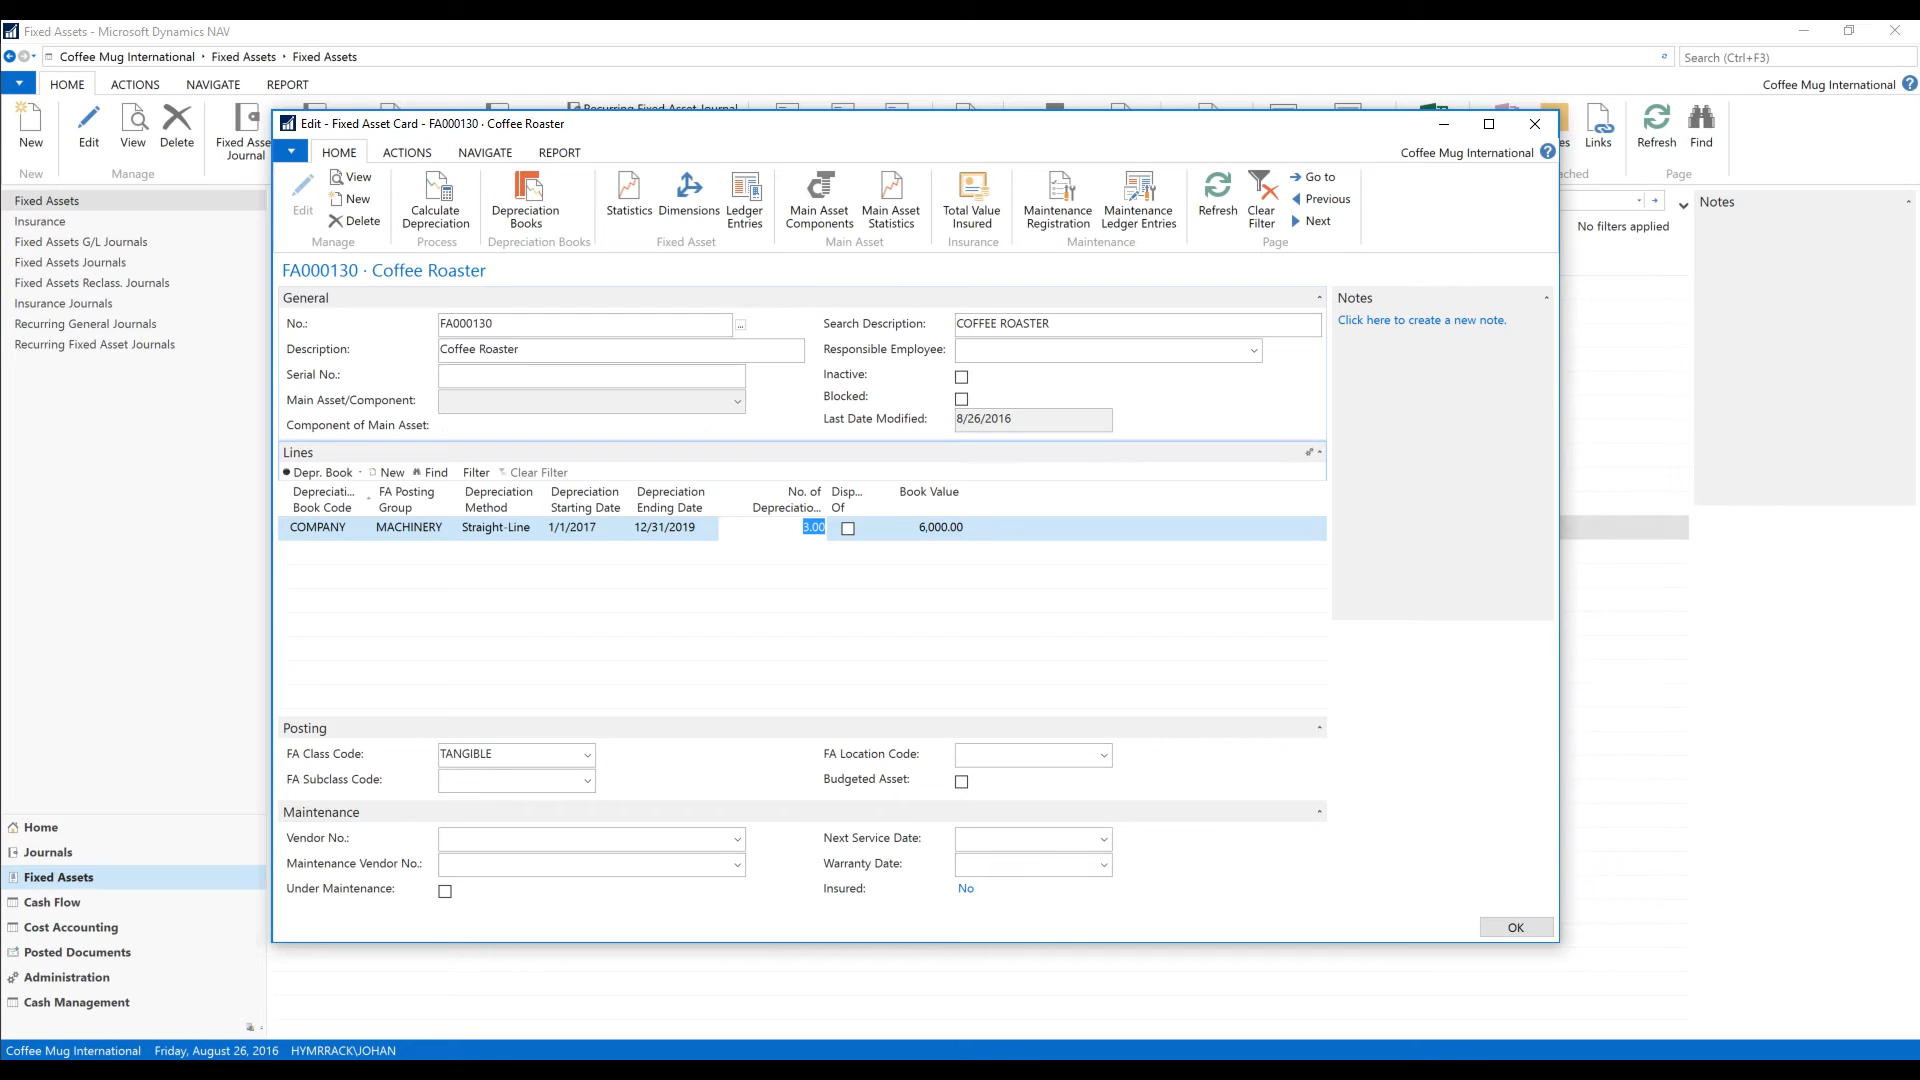 Fixed Assets - Microsoft Dynamics NAV
Coffee Mug International › Fixed Assets › Fixed Assets
Search (Ctrl+F3)
HOME ACTIONS NAVIGATE REPORT
Coffee Mug International
New Edit View Delete Fixed Asse
Journal
Links Refresh Find
New Manage
Page
Recurring Fixed Asset Journal
Fixed Assets
Insurance
Fixed Assets G/L Journals
Fixed Assets Journals
Fixed Assets Reclass. Journals
Insurance Journals
Recurring General Journals
Recurring Fixed Asset Journals
Edit - Fixed Asset Card - FA000130 · Coffee Roaster
HOME ACTIONS NAVIGATE REPORT
Coffee Mug International
Edit
View
New
Delete
Calculate
Depreciation
Depreciation
Books
Statistics
Dimensions
Ledger
Entries
Main Asset
Components
Main Asset
Statistics
Total Value
Insured
Maintenance
Registration
Maintenance
Ledger Entries
Refresh
Clear
Filter
Go to
Previous
Next
Manage Process Depreciation Books Fixed Asset Main Asset Insurance Maintenance Page
FA000130 · Coffee Roaster
General
No.: FA000130 ...
Description: Coffee Roaster
Serial No.:
Main Asset/Component:
Component of Main Asset:
Search Description: COFFEE ROASTER
Responsible Employee:
Inactive:
Blocked:
Last Date Modified: 8/26/2016
Lines
Depr. Book New Find Filter Clear Filter
Depreciati... FA Posting Depreciation Depreciation Depreciation No. of Disp... Book Value
Book Code Group Method Starting Date Ending Date Depreciatio... Of
COMPANY MACHINERY Straight-Line 1/1/2017 12/31/2019 3.00 6,000.00
Posting
FA Class Code: TANGIBLE
FA Subclass Code:
FA Location Code:
Budgeted Asset:
Maintenance
Vendor No.:
Maintenance Vendor No.:
Under Maintenance:
Next Service Date:
Warranty Date:
Insured: No
Notes
Click here to create a new note.
OK
No filters applied
Notes
Home
Journals
Fixed Assets
Cash Flow
Cost Accounting
Posted Documents
Administration
Cash Management
Coffee Mug International Friday, August 26, 2016 HYMRRACK\JOHAN